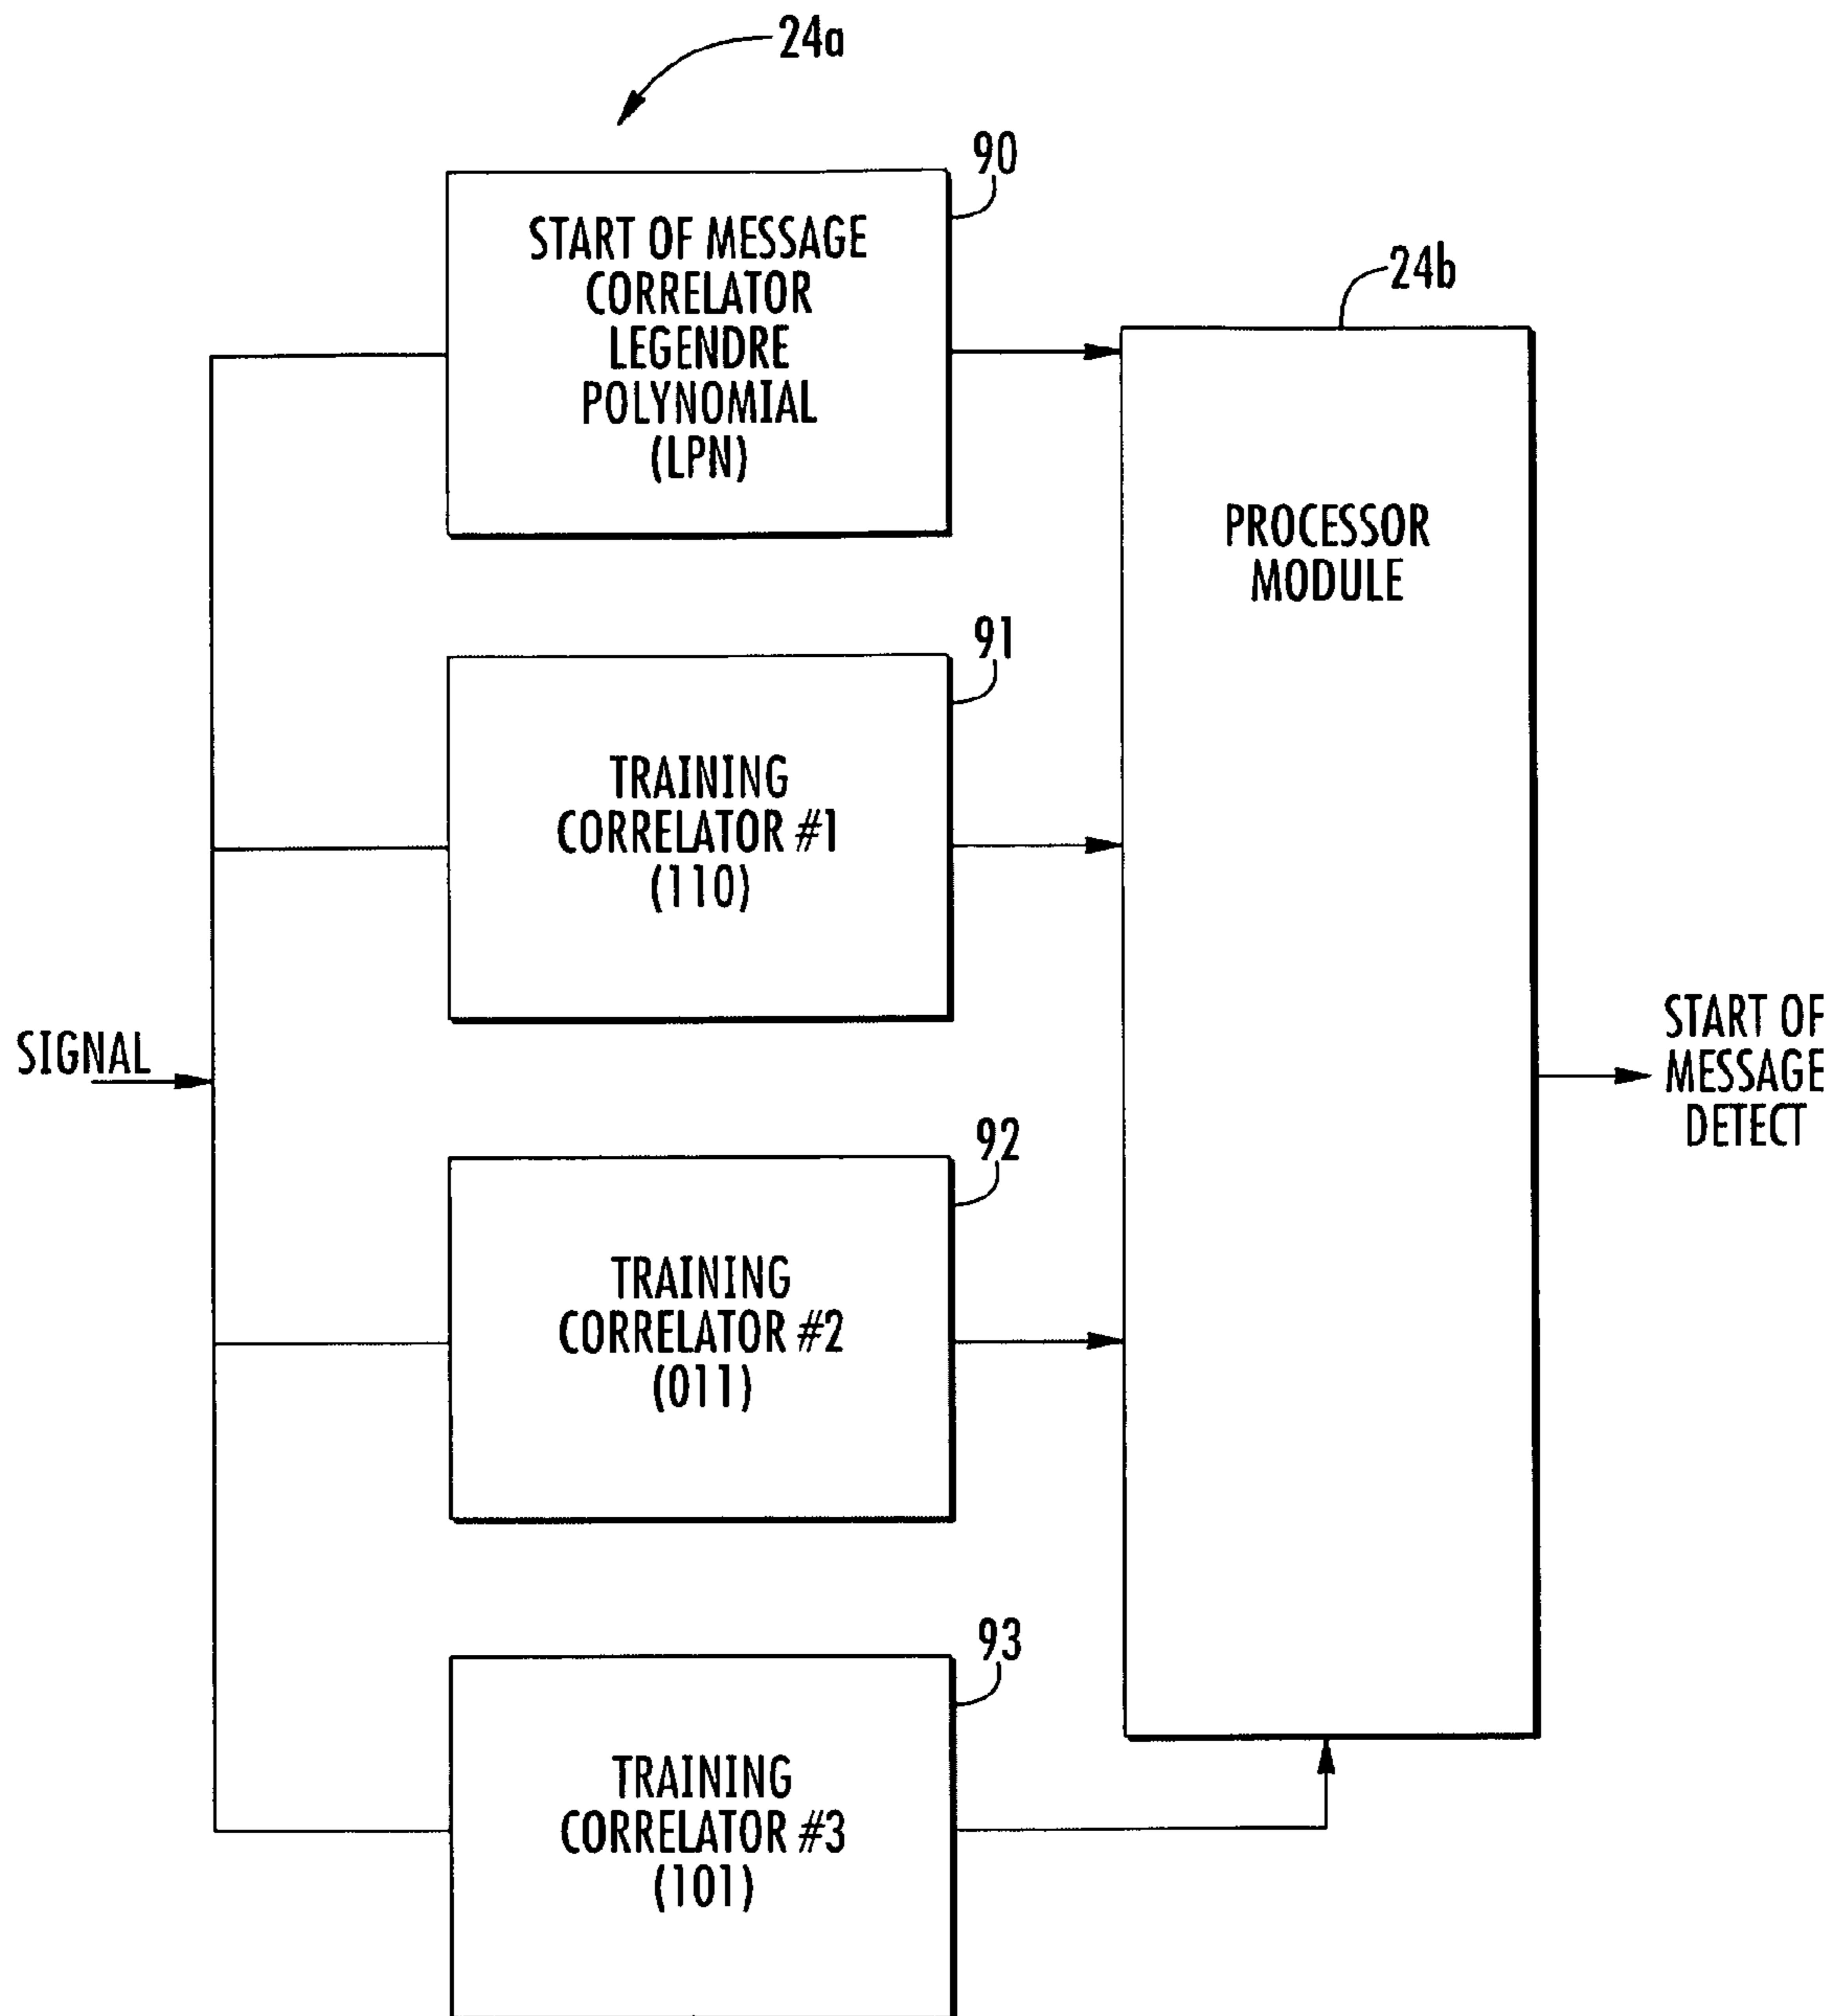 24a
90
START OF MESSAGE
CORRELATOR
LEGENDRE
POLYNOMIAL
(LPN)
24b
PROCESSOR
MODULE
91
TRAINING
CORRELATOR #1
(110)
SIGNAL
START OF
MESSAGE
DETECT
92
TRAINING
CORRELATOR #2
(011)
93
TRAINING
CORRELATOR #3
(101)